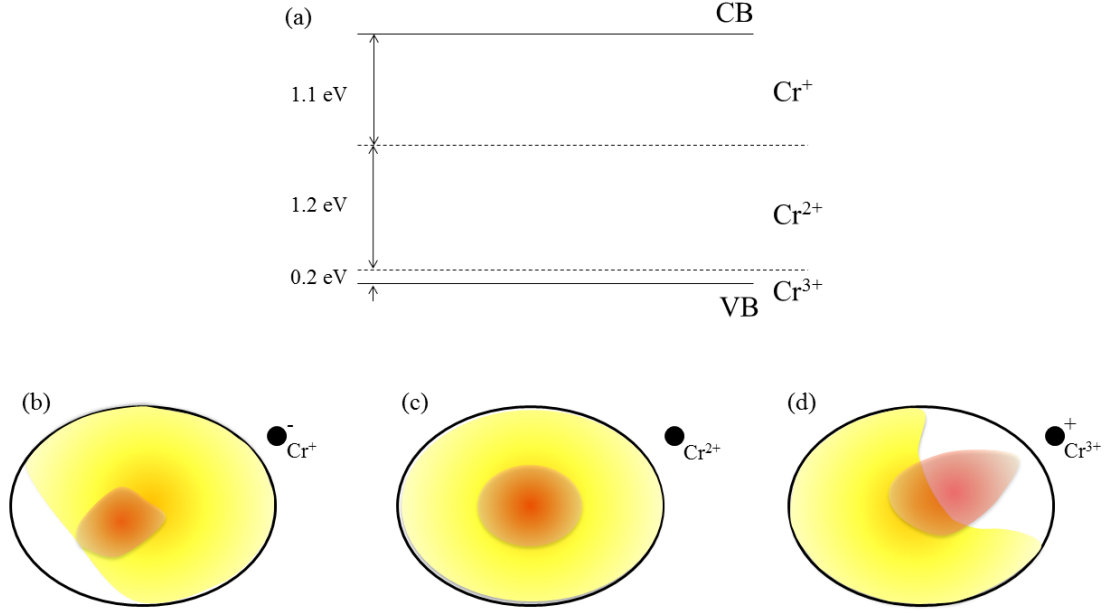 (a)
CB
1.1 eV
Cr⁺
1.2 eV
Cr²⁺
0.2 eV
Cr³⁺
VB
(b)
-
Cr⁺
(c)
Cr²⁺
(d)
+
Cr³⁺